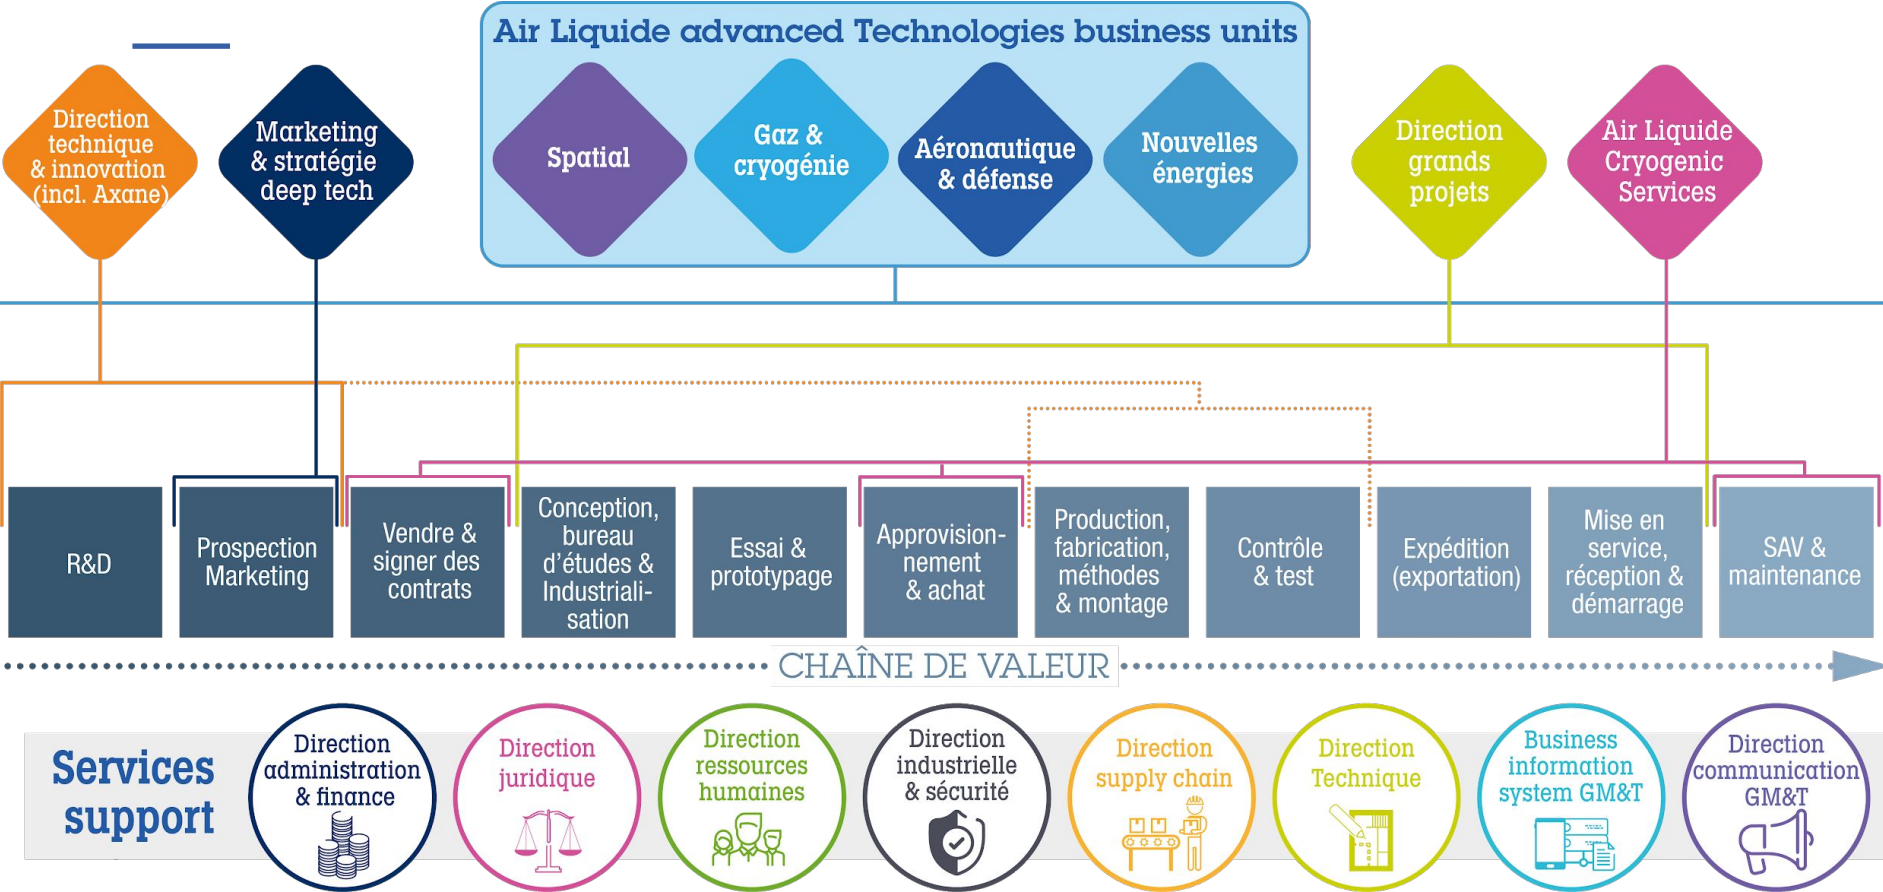 Air Liquide advanced Technologies business units
Direction
technique
& innovation
(incl. Axane)
Marketing
& stratégie
deep tech
Spatial
Gaz &
cryogénie
Aéronautique
& défense
Nouvelles
énergies
Direction
grands
projets
Air Liquide
Cryogenic
Services
R&D
Prospection
Marketing
Vendre &
signer des
contrats
Conception,
bureau
d'études &
Industriali-
sation
Essai &
prototypage
Approvision-
nement
& achat
Production,
fabrication,
méthodes
& montage
Contrôle
& test
Expédition
(exportation)
Mise en
service,
réception &
démarrage
SAV &
maintenance
CHAÎNE DE VALEUR
Services
support
Direction
administration
& finance
Direction
juridique
Direction
ressources
humaines
Direction
industrielle
& sécurité
Direction
supply chain
Direction
Technique
Business
information
system GM&T
Direction
communication
GM&T